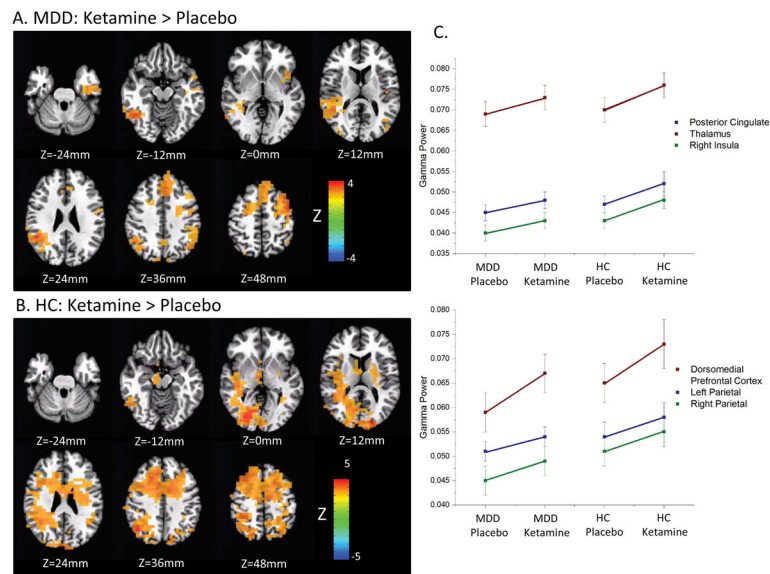 A. MDD: Ketamine > Placebo
Z=-24mm
Z=-12mm
Z=0mm
Z=12mm
Z=24mm
Z=36mm
Z=48mm
4
Z
-4
B. HC: Ketamine > Placebo
Z=-24mm
Z=-12mm
Z=0mm
Z=12mm
Z=24mm
Z=36mm
Z=48mm
5
Z
-5
C.
Gamma Power
0.080
0.075
0.070
0.065
0.060
0.055
0.050
0.045
0.040
0.035
Posterior Cingulate
Thalamus
Right Insula
MDD
Placebo
MDD
Ketamine
HC
Placebo
HC
Ketamine
Gamma Power
0.080
0.075
0.070
0.065
0.060
0.055
0.050
0.045
0.040
Dorsomedial
Prefrontal Cortex
Left Parietal
Right Parietal
MDD
Placebo
MDD
Ketamine
HC
Placebo
HC
Ketamine